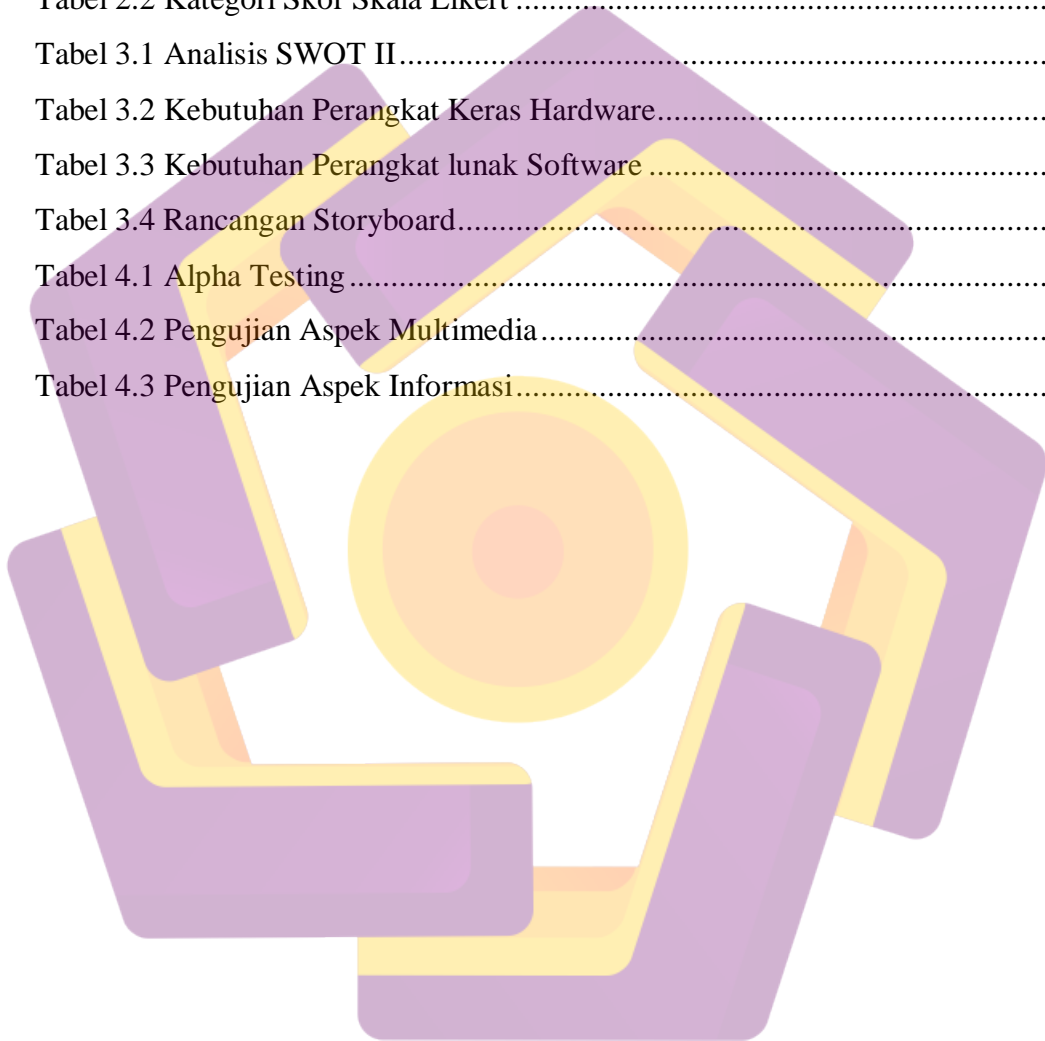 Tabel 2.2 Kategori Skor Skala Likert ........................................................................
Tabel 3.1 Analisis SWOT II........................................................................................
Tabel 3.2 Kebutuhan Perangkat Keras Hardware.....................................................
Tabel 3.3 Kebutuhan Perangkat lunak Software ......................................................
Tabel 3.4 Rancangan Storyboard................................................................................
Tabel 4.1 Alpha Testing ..............................................................................................
Tabel 4.2 Pengujian Aspek Multimedia.....................................................................
Tabel 4.3 Pengujian Aspek Informasi........................................................................